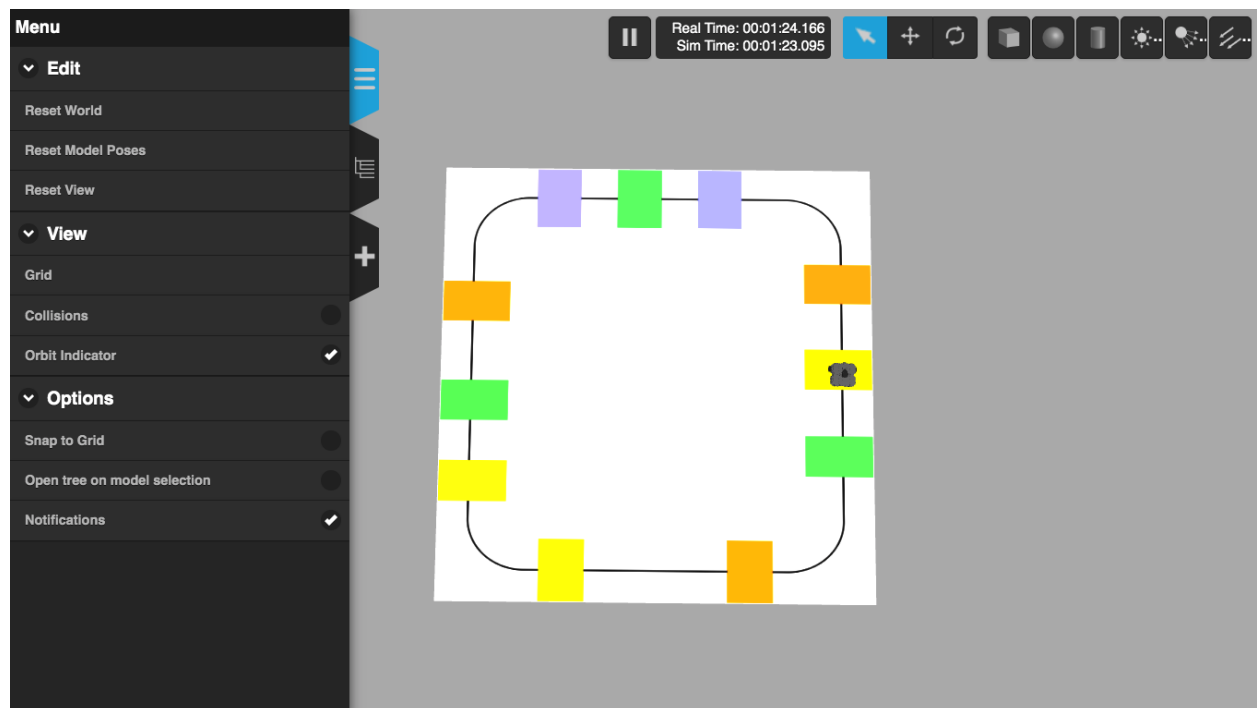 Menu
Real Time: 00:01:24.166
Sim Time: 00:01:23.095
Edit
Reset World
Reset Model Poses
Reset View
View
Grid
Collisions
Orbit Indicator
Options
Snap to Grid
Open tree on model selection
Notifications